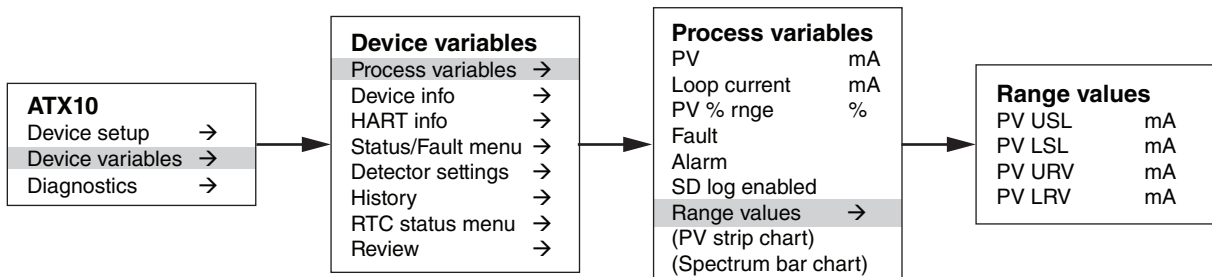 ATX10
Device setup →
Device variables →
Diagnostics →
Device variables
Process variables →
Device info →
HART info →
Status/Fault menu →
Detector settings →
History →
RTC status menu →
Review →
Process variables
PV mA
Loop current mA
PV % rnge %
Fault
Alarm
SD log enabled
Range values →
(PV strip chart)
(Spectrum bar chart)
Range values
PV USL mA
PV LSL mA
PV URV mA
PV LRV mA